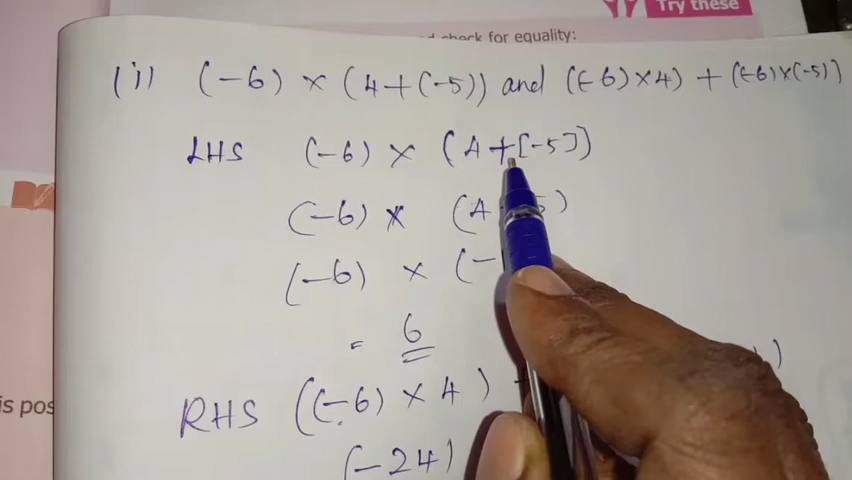 Try these
check for equality:
(i) (-6) × (4+(-5)) and ((-6)×4) + ((-6)×(-5))
LHS (-6) × (4+[-5])
(-6) × (4 5)
(-6) × (-
= 6
RHS ((-6) × 4)
(-24)
is pos